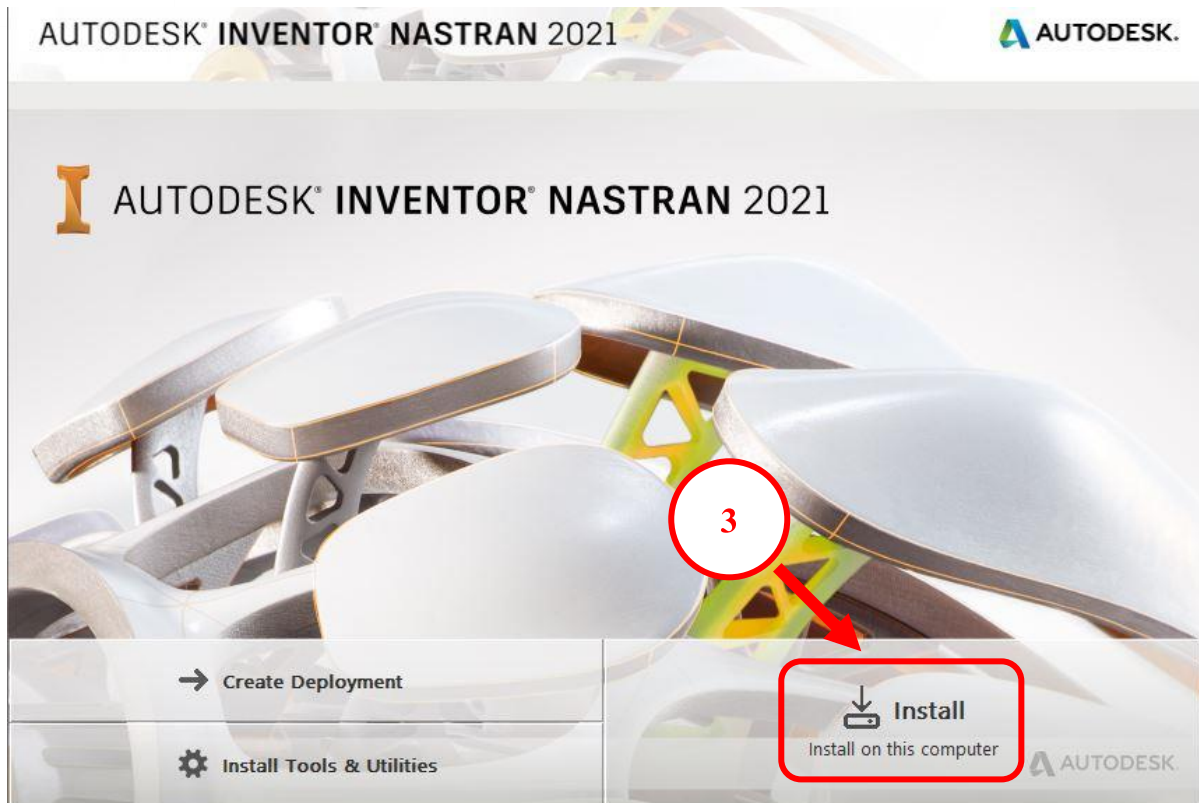 AUTODESK® INVENTOR® NASTRAN 2021
AUTODESK.
AUTODESK® INVENTOR® NASTRAN 2021
3
Create Deployment
Install
Install on this computer
Install Tools & Utilities
AUTODESK.